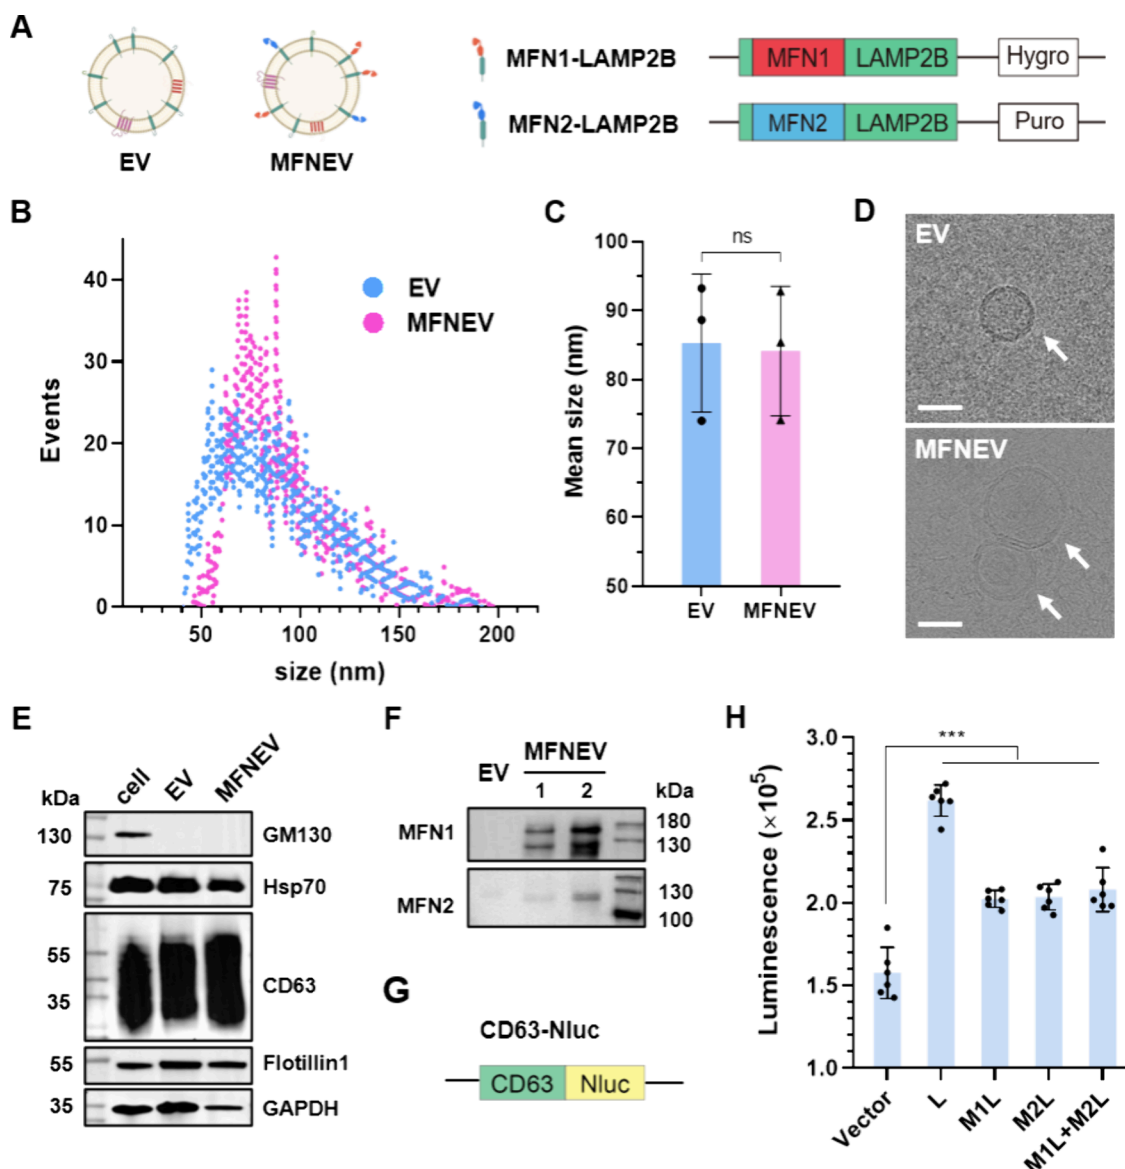 A
EV
MFNEV
MFN1-LAMP2B
MFN1 LAMP2B Hygro
MFN2-LAMP2B
MFN2 LAMP2B Puro
B
Events
40
30
20
10
0
50 100 150 200
size (nm)
EV
MFNEV
C
Mean size (nm)
100
90
80
70
60
50
ns
EV MFNEV
D
EV
MFNEV
E
kDa
cell EV MFNEV
130 GM130
75 Hsp70
55
35
CD63
55 Flotillin1
35 GAPDH
F
EV MFNEV
1 2 kDa
MFN1
180
130
MFN2
130
100
G
CD63-Nluc
CD63 Nluc
H
Luminescence (×10⁵)
3.0
2.5
2.0
1.5
1.0
***
Vector L M1L M2L M1L+M2L